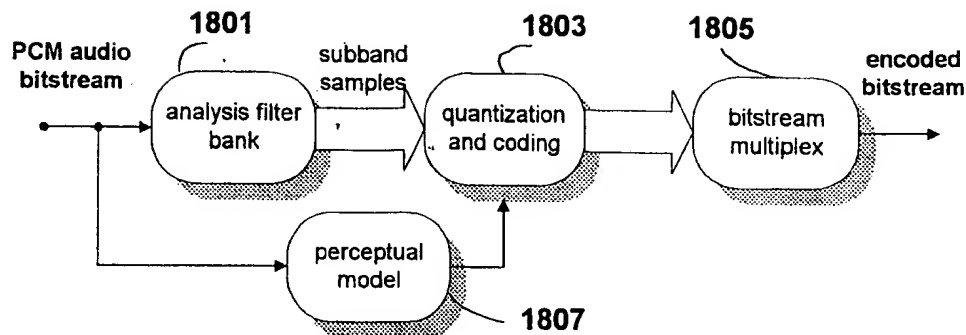 1801
1803
1805
PCM audio
bitstream
subband
samples
encoded
bitstream
analysis filter
bank
quantization
and coding
bitstream
multiplex
perceptual
model
1807